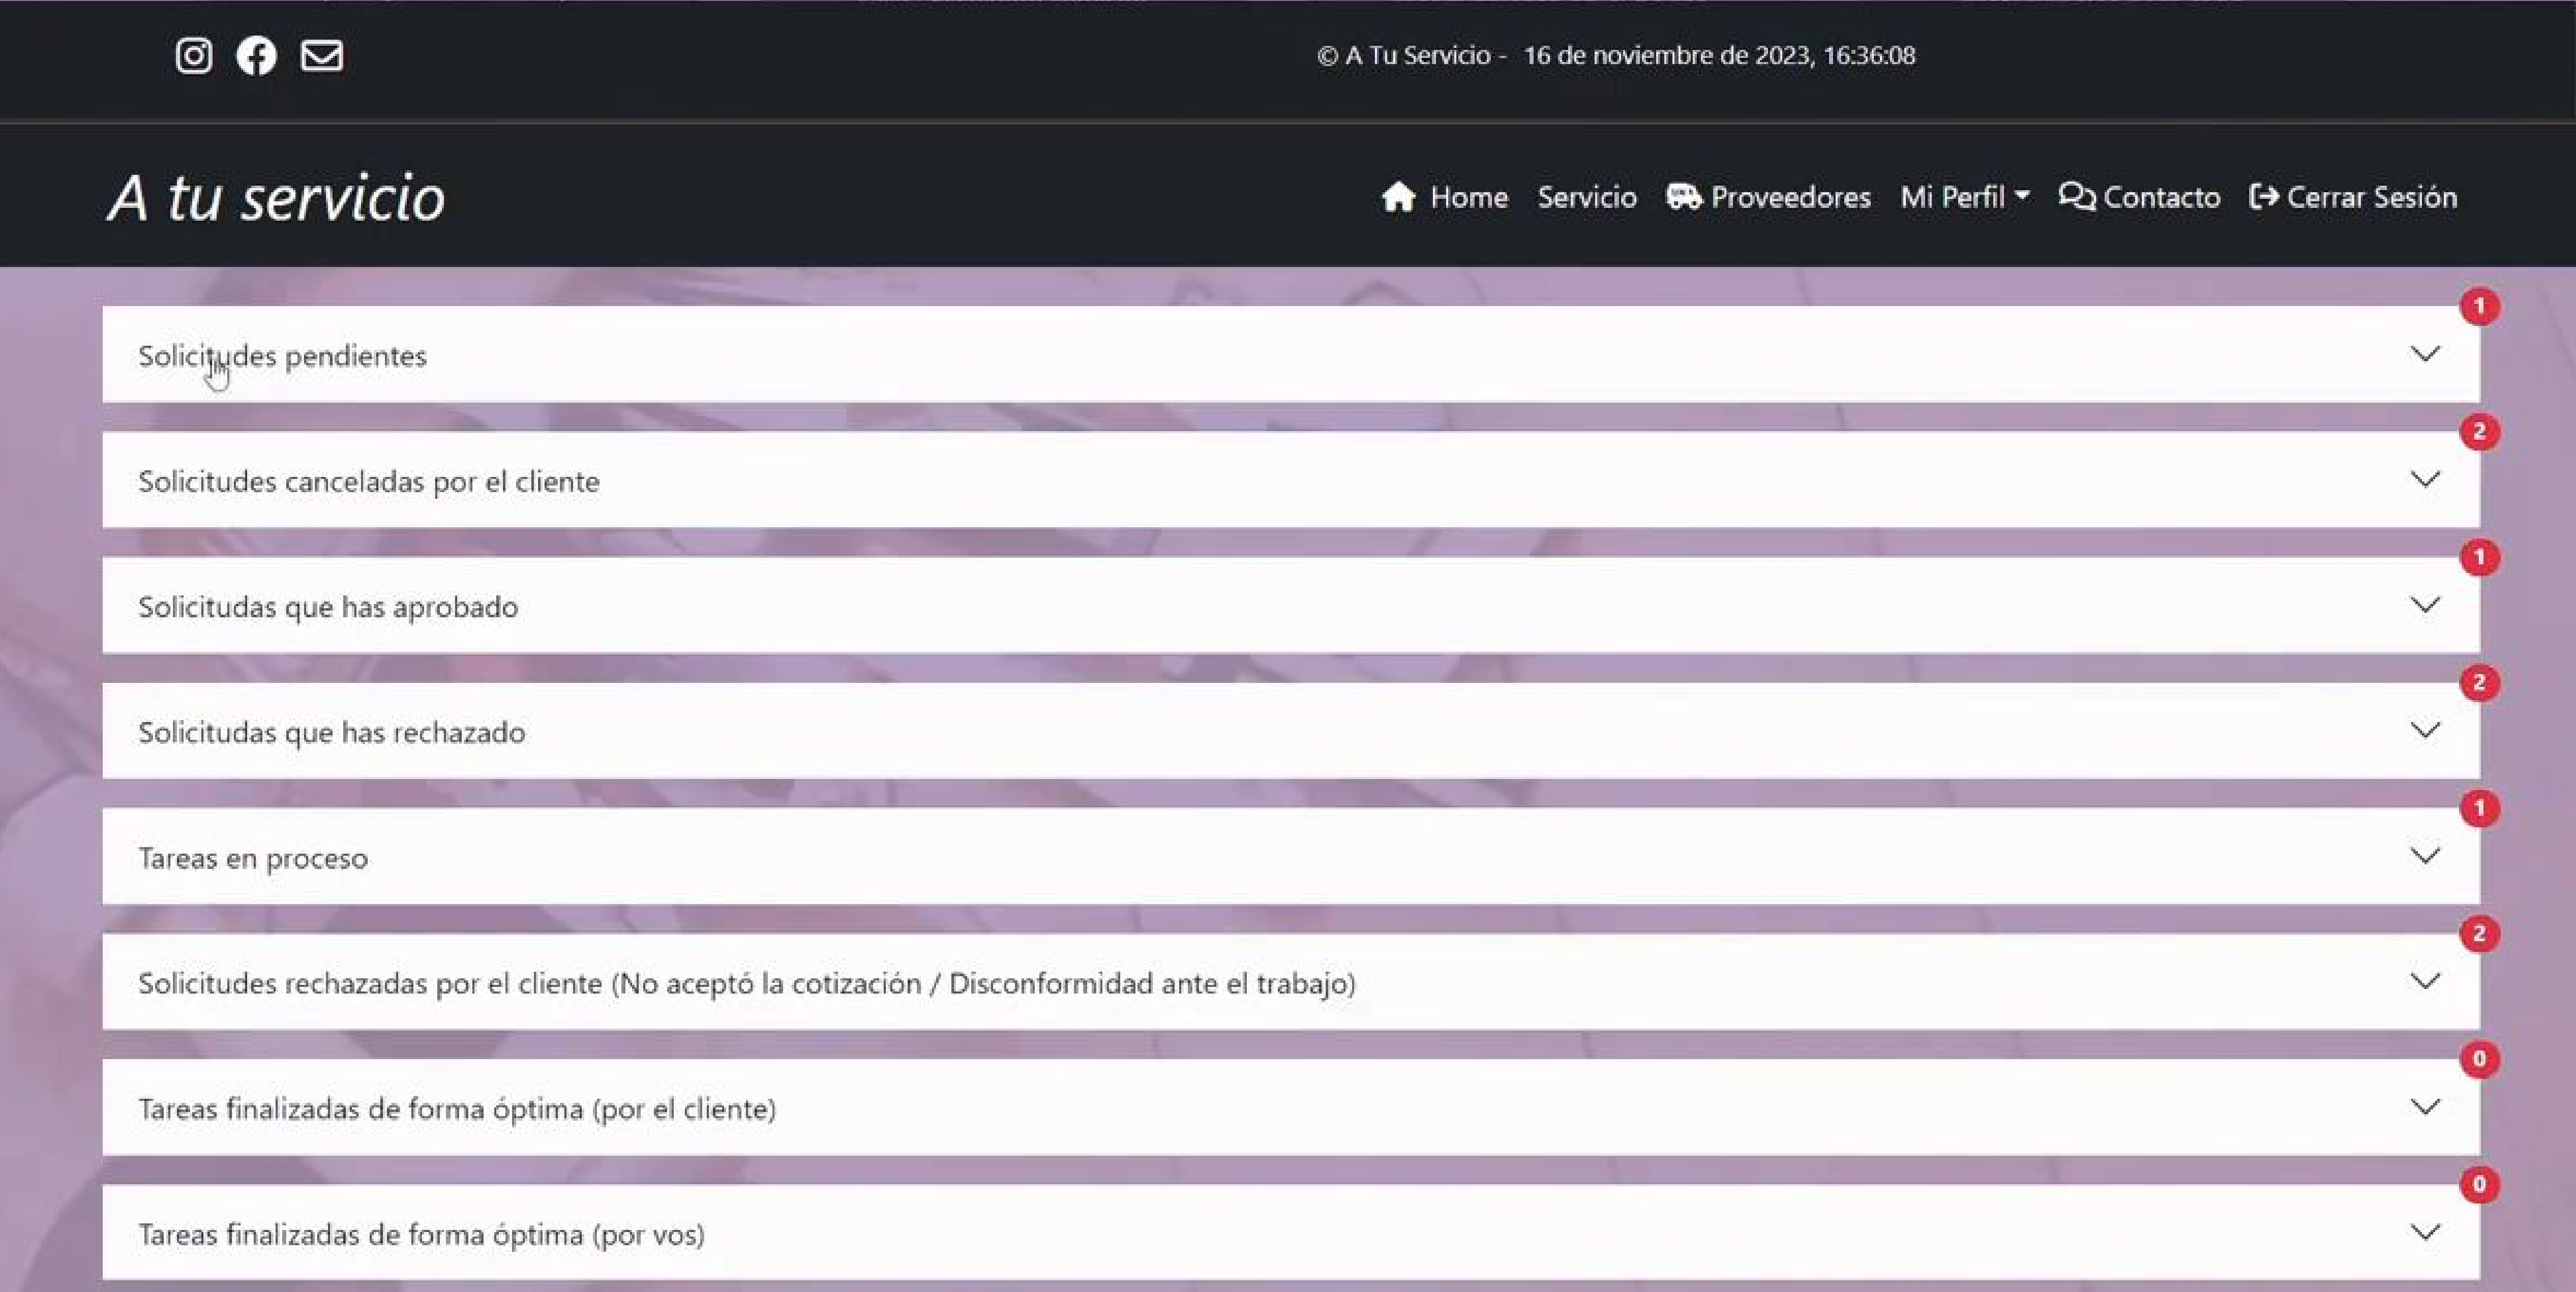 © A Tu Servicio - 16 de noviembre de 2023, 16:36:08
A tu servicio
Home Servicio Proveedores Mi Perfil Contacto Cerrar Sesión
1
Solicitudes pendientes
2
Solicitudes canceladas por el cliente
1
Solicitudas que has aprobado
2
Solicitudas que has rechazado
1
Tareas en proceso
2
Solicitudes rechazadas por el cliente (No aceptó la cotización / Disconformidad ante el trabajo)
0
Tareas finalizadas de forma óptima (por el cliente)
0
Tareas finalizadas de forma óptima (por vos)